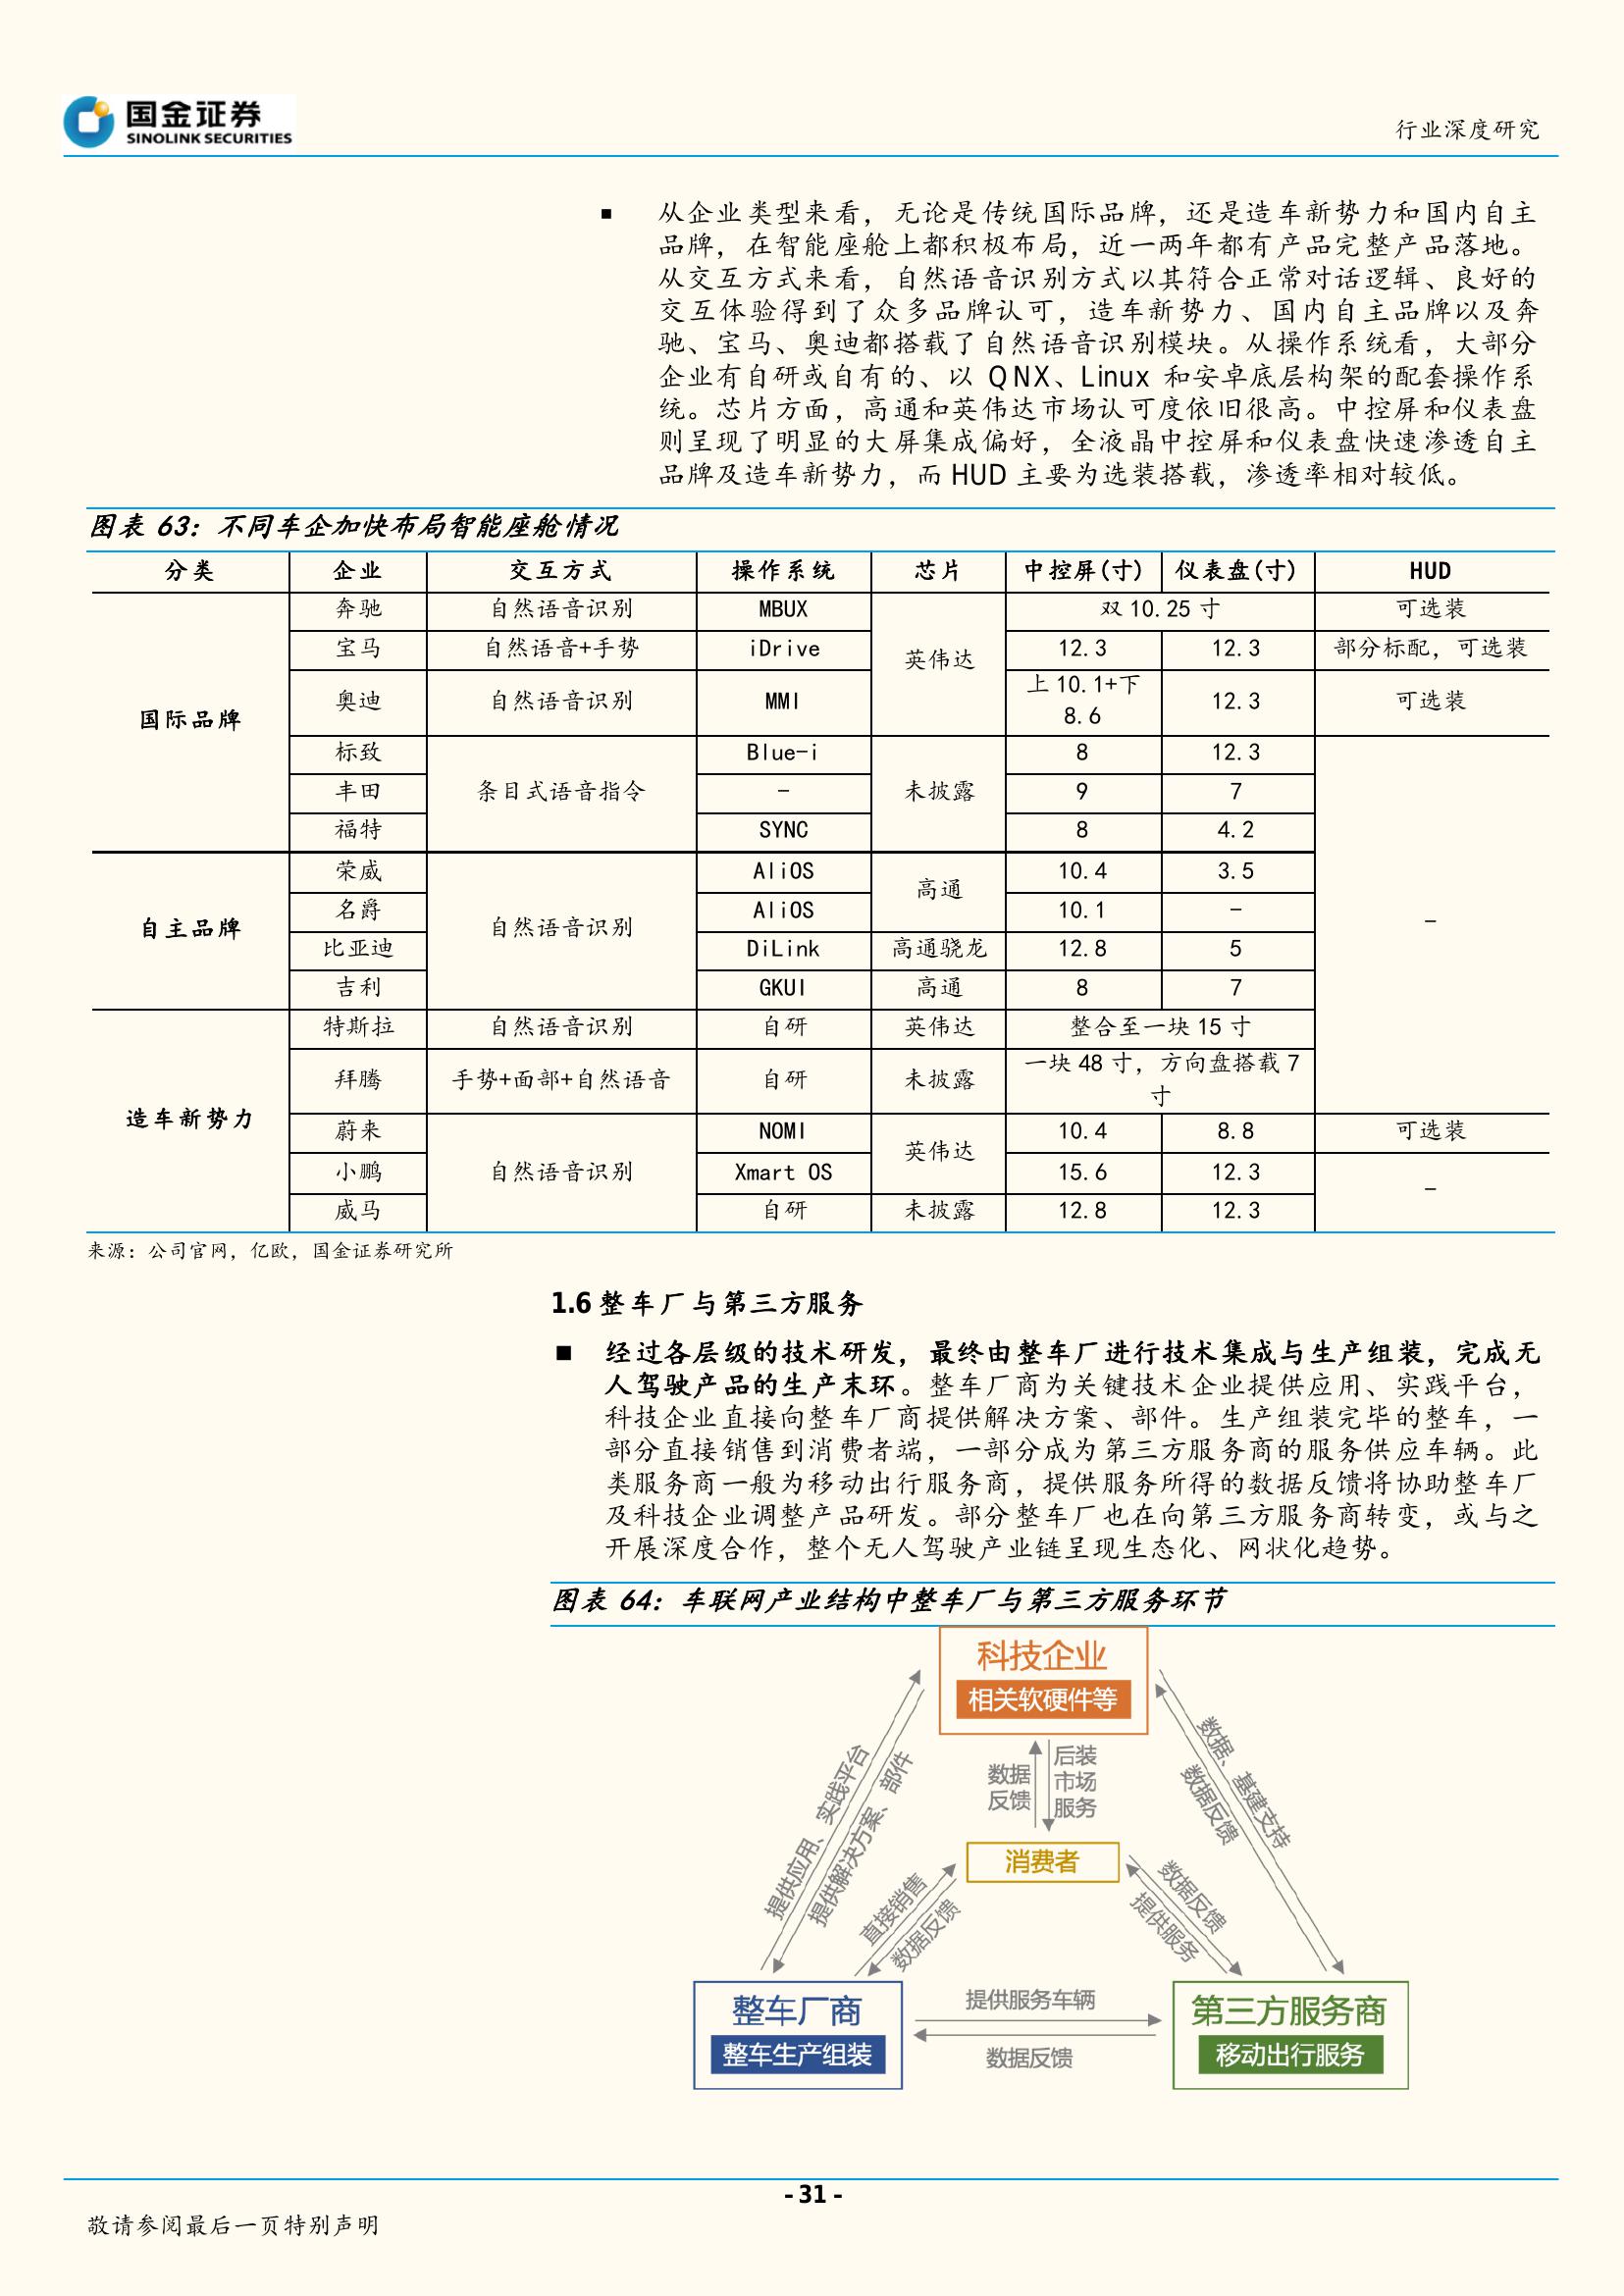 国金证券
SINOLINK SECURITIES
行业深度研究
■ 从企业类型来看，无论是传统国际品牌，还是造车新势力和国内自主
品牌，在智能座舱上都积极布局，近一两年都有产品完整产品落地。
从交互方式来看，自然语音识别方式以其符合正常对话逻辑、良好的
交互体验得到了众多品牌认可，造车新势力、国内自主品牌以及奔
驰、宝马、奥迪都搭载了自然语音识别模块。从操作系统看，大部分
企业有自研或自有的、以 QNX、Linux 和安卓底层构架的配套操作系
统。芯片方面，高通和英伟达市场认可度依旧很高。中控屏和仪表盘
则呈现了明显的大屏集成偏好，全液晶中控屏和仪表盘快速渗透自主
品牌及造车新势力，而 HUD 主要为选装搭载，渗透率相对较低。
图表 63：不同车企加快布局智能座舱情况
分类 企业 交互方式 操作系统 芯片 中控屏(寸) 仪表盘(寸) HUD
国际品牌 奔驰 自然语音识别 MBUX 英伟达 双 10.25 寸 可选装
宝马 自然语音+手势 iDrive 12.3 12.3 部分标配，可选装
奥迪 自然语音识别 MMI 上 10.1+下
8.6 12.3 可选装
标致 条目式语音指令 Blue-i 未披露 8 12.3 -
丰田 - 9 7
福特 SYNC 8 4.2
自主品牌 荣威 自然语音识别 AliOS 高通 10.4 3.5
名爵 AliOS 10.1 -
比亚迪 DiLink 高通骁龙 12.8 5
吉利 GKUI 高通 8 7
造车新势力 特斯拉 自然语音识别 自研 英伟达 整合至一块 15 寸
拜腾 手势+面部+自然语音 自研 未披露 一块 48 寸，方向盘搭载 7
寸
蔚来 自然语音识别 NOMI 英伟达 10.4 8.8 可选装
小鹏 Xmart OS 15.6 12.3 -
威马 自研 未披露 12.8 12.3
来源：公司官网，亿欧，国金证券研究所
1.6 整车厂与第三方服务
■ 经过各层级的技术研发，最终由整车厂进行技术集成与生产组装，完成无
人驾驶产品的生产末环。整车厂商为关键技术企业提供应用、实践平台，
科技企业直接向整车厂商提供解决方案、部件。生产组装完毕的整车，一
部分直接销售到消费者端，一部分成为第三方服务商的服务供应车辆。此
类服务商一般为移动出行服务商，提供服务所得的数据反馈将协助整车厂
及科技企业调整产品研发。部分整车厂也在向第三方服务商转变，或与之
开展深度合作，整个无人驾驶产业链呈现生态化、网状化趋势。
图表 64：车联网产业结构中整车厂与第三方服务环节
科技企业
相关软硬件等
提供应用、实践平台
提供解决方案、部件
数据
反馈
后装
市场
服务
数据、基建支持
数据反馈
消费者
直接销售
数据反馈
数据反馈
提供服务
整车厂商
整车生产组装
提供服务车辆
数据反馈
第三方服务商
移动出行服务
- 31 -
敬请参阅最后一页特别声明